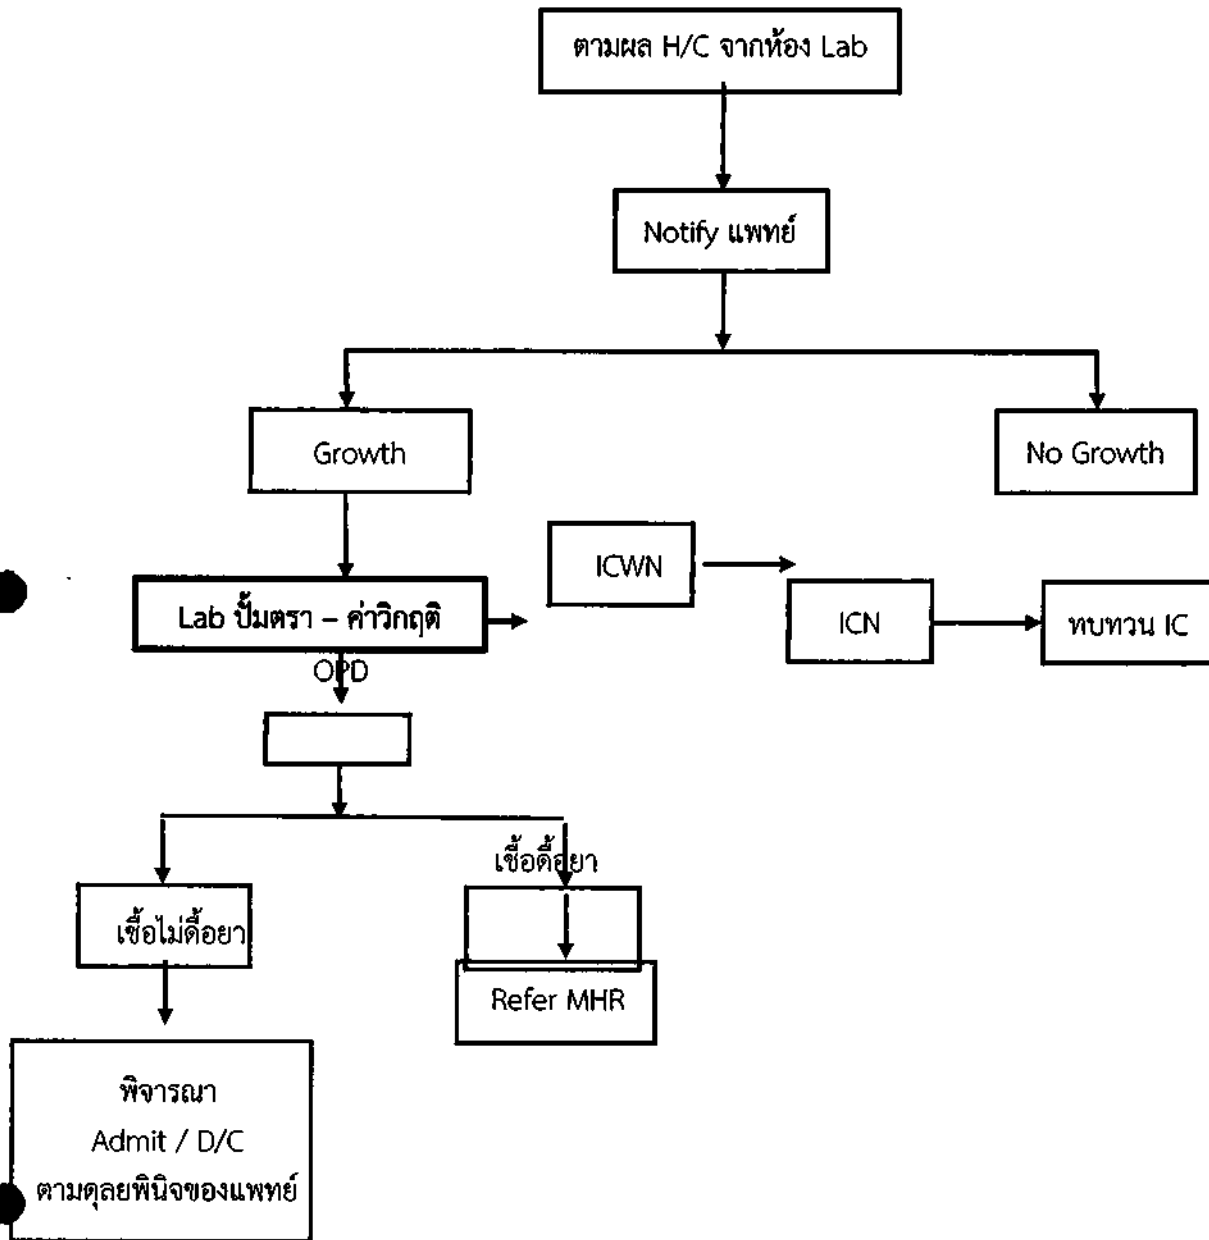 ตามผล H/C จากห้อง Lab
Notify แพทย์
Growth
No Growth
ICWN
Lab ปั๊มตรา – ค่าวิกฤติ
ICN
ทบทวน IC
OPD
เชื้อดื้อยา
เชื้อไม่ดื้อยา
Refer MHR
พิจารณา
Admit / D/C
ตามดุลยพินิจของแพทย์